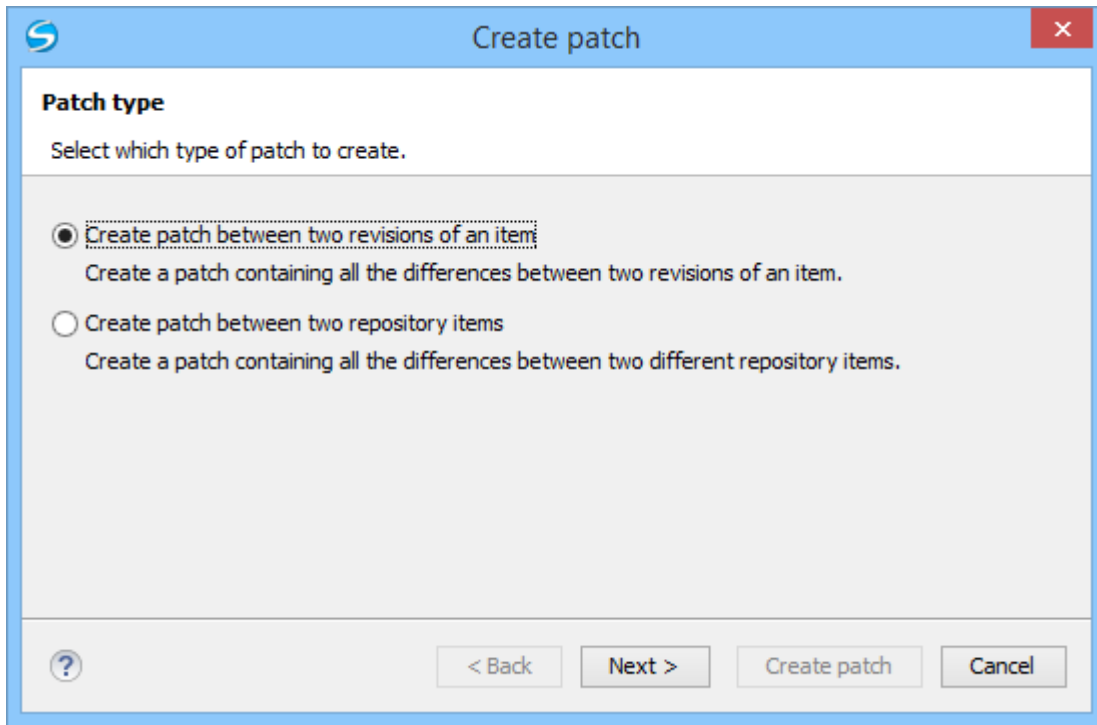 Create patch
Patch type
Select which type of patch to create.
Create patch between two revisions of an item
Create a patch containing all the differences between two revisions of an item.
Create patch between two repository items
Create a patch containing all the differences between two different repository items.
? < Back Next > Create patch Cancel